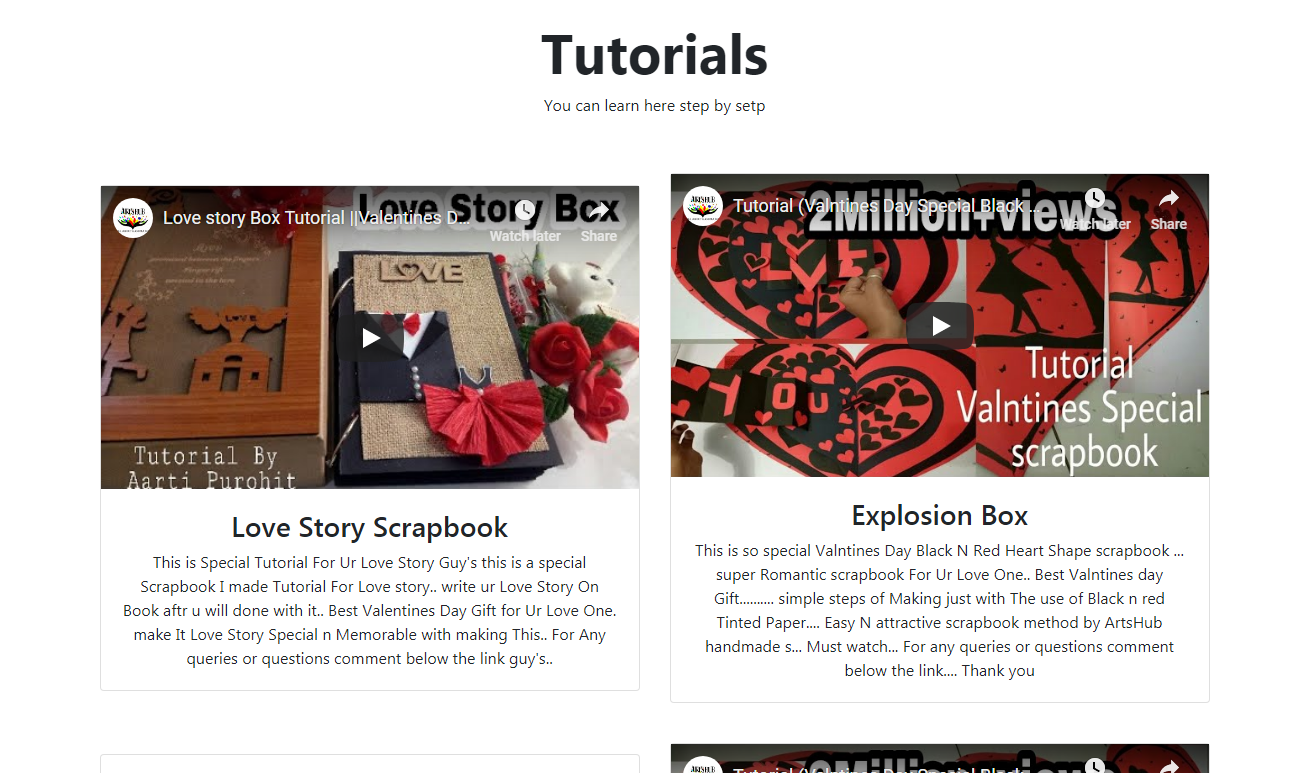 Tutorials
You can learn here step by setp
ARTSHUB
Love story Box Tutorial ||Valentines D...
Love Story Box
Watch later
Share
LOVE
LOVE
Tutorial By
Aarti Purohit
Love Story Scrapbook
This is Special Tutorial For Ur Love Story Guy's this is a special
Scrapbook I made Tutorial For Love story.. write ur Love Story On
Book aftr u will done with it.. Best Valentines Day Gift for Ur Love One.
make It Love Story Special n Memorable with making This.. For Any
queries or questions comment below the link guy's..
ARTSHUB
Tutorial (Valntines Day Special Black ...
2Million+views
Watch later
Share
YOU
Tutorial
Valntines Special
scrapbook
Explosion Box
This is so special Valntines Day Black N Red Heart Shape scrapbook ...
super Romantic scrapbook For Ur Love One.. Best Valntines day
Gift.......... simple steps of Making just with The use of Black n red
Tinted Paper.... Easy N attractive scrapbook method by ArtsHub
handmade s... Must watch... For any queries or questions comment
below the link.... Thank you
ARTSHUB
Tutorial (Valntines Day Special Black ...
2Million+views